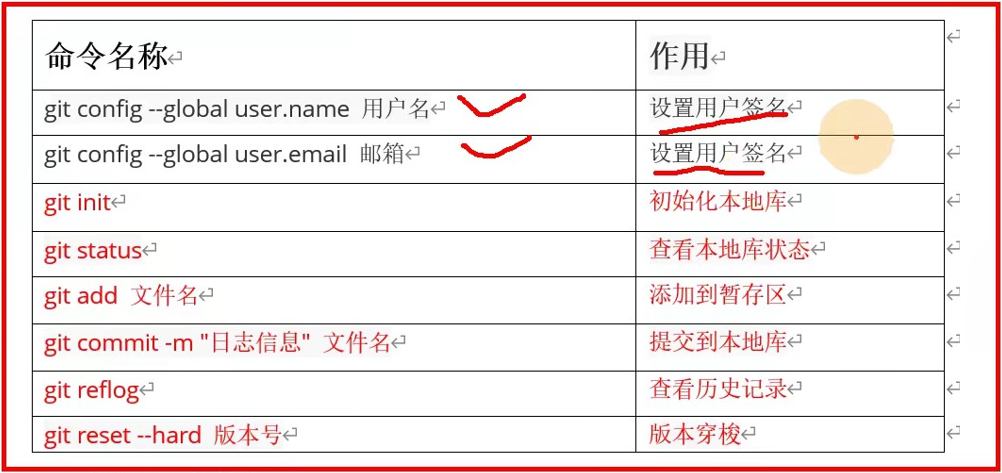 命令名称 作用
git config --global user.name 用户名 设置用户签名
git config --global user.email 邮箱 设置用户签名
git init 初始化本地库
git status 查看本地库状态
git add 文件名 添加到暂存区
git commit -m "日志信息" 文件名 提交到本地库
git reflog 查看历史记录
git reset --hard 版本号 版本穿梭